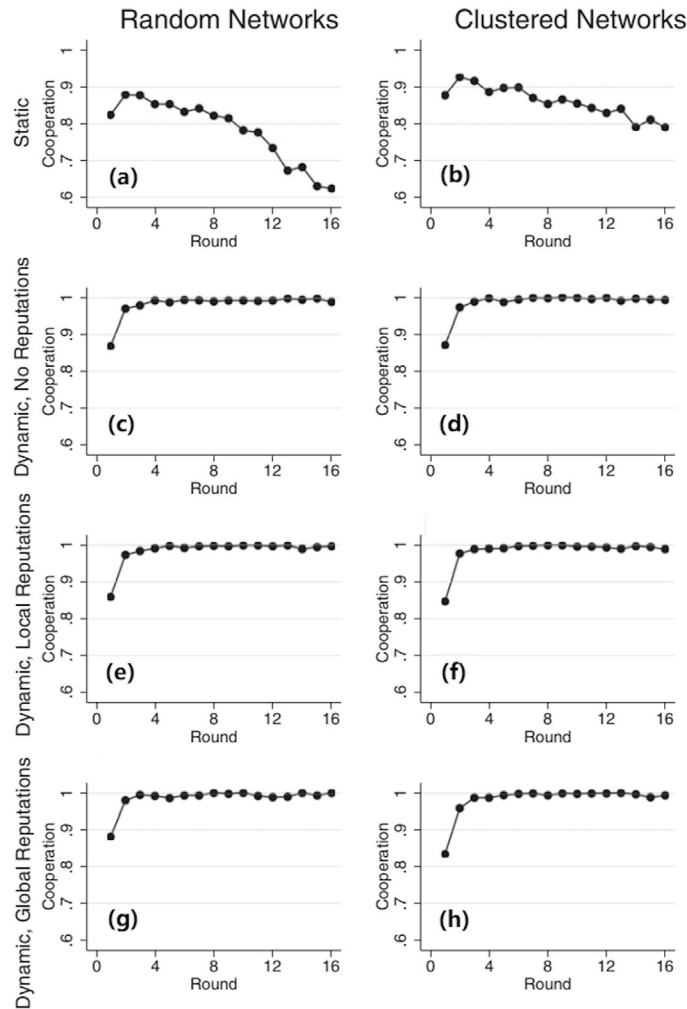 Random Networks
Clustered Networks
Static
Cooperation
1
.9
.8
.7
.6
(a)
0
4
8
12
16
Round
Cooperation
1
.9
.8
.7
.6
(b)
0
4
8
12
16
Round
Dynamic, No Reputations
Cooperation
1
.9
.8
.7
.6
(c)
0
4
8
12
16
Round
Cooperation
1
.9
.8
.7
.6
(d)
0
4
8
12
16
Round
Dynamic, Local Reputations
Cooperation
1
.9
.8
.7
.6
(e)
0
4
8
12
16
Round
Cooperation
1
.9
.8
.7
.6
(f)
0
4
8
12
16
Round
Dynamic, Global Reputations
Cooperation
1
.9
.8
.7
.6
(g)
0
4
8
12
16
Round
Cooperation
1
.9
.8
.7
.6
(h)
0
4
8
12
16
Round